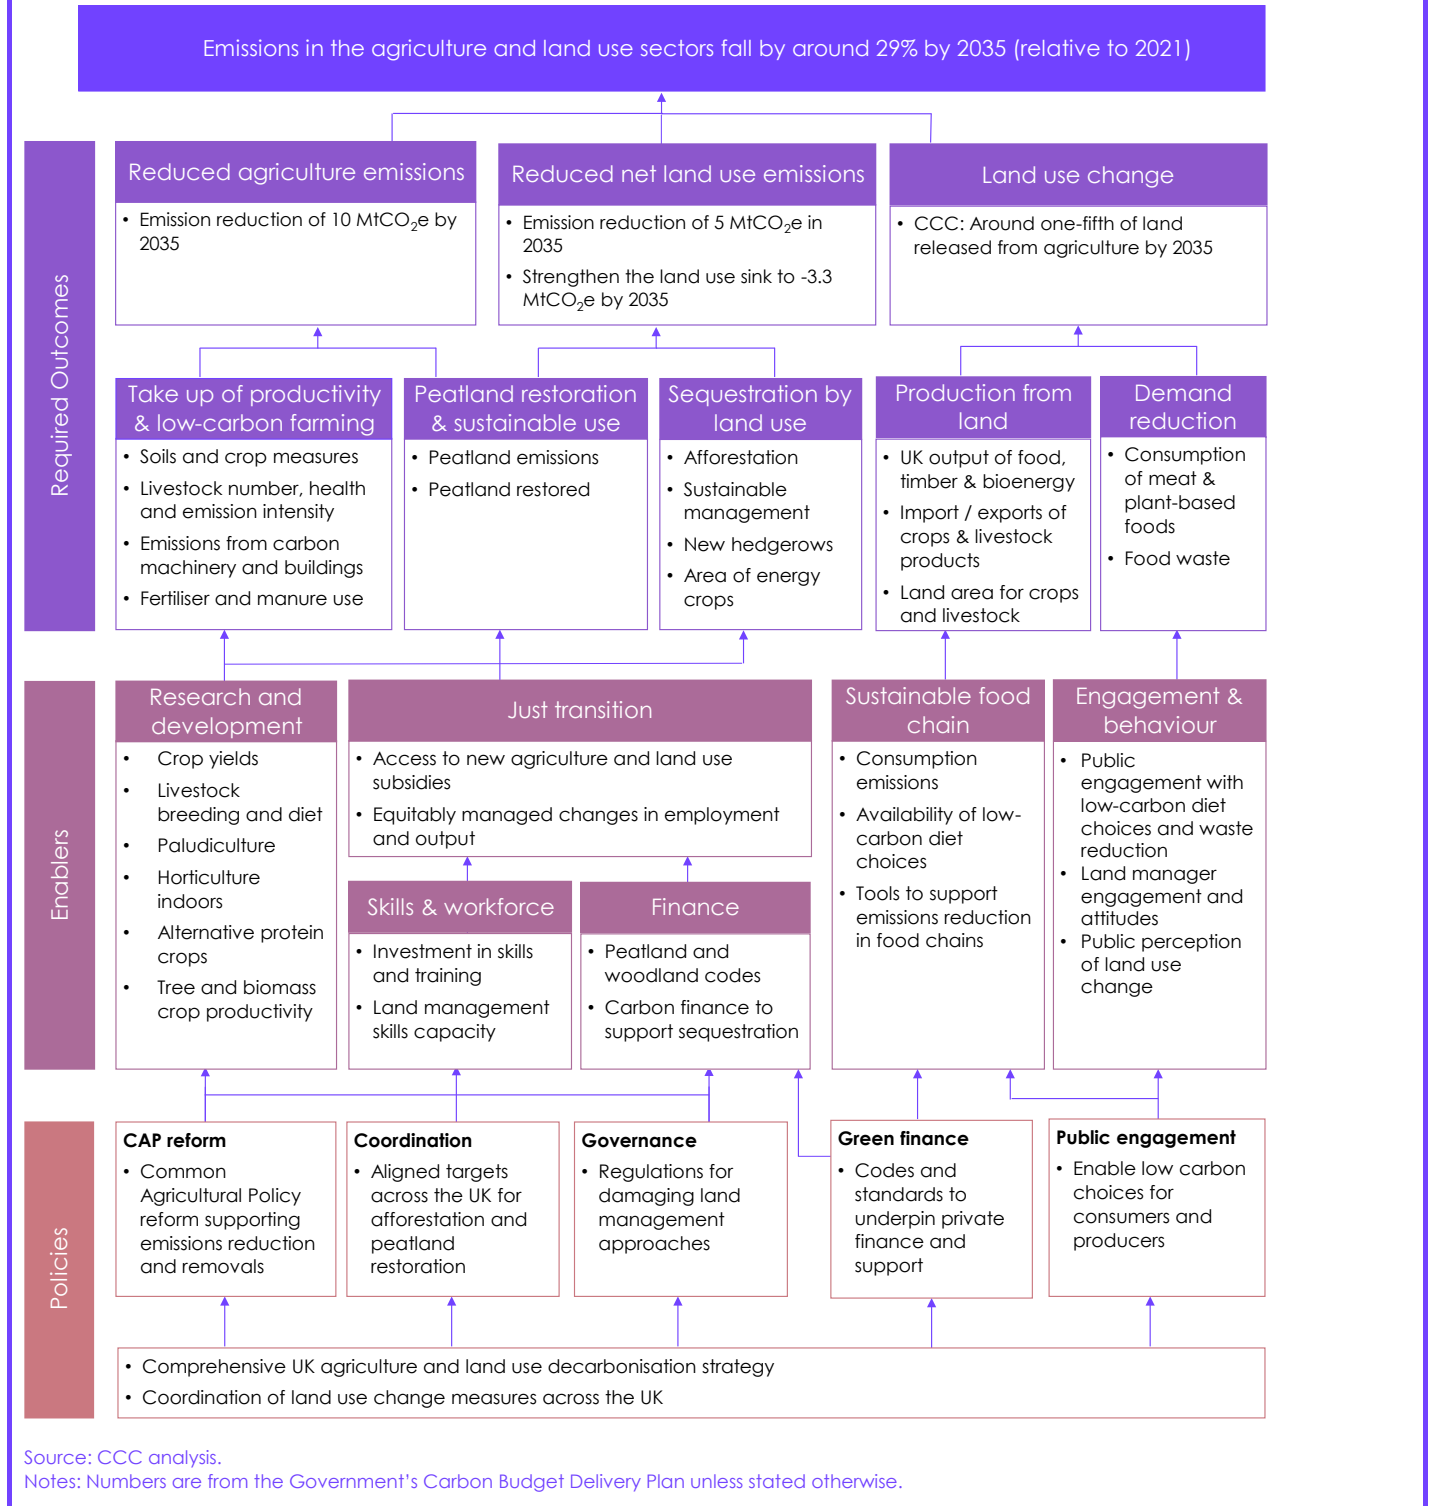 Emissions in the agriculture and land use sectors fall by around 29% by 2035 (relative to 2021)
Required Outcomes
Reduced agriculture emissions
• Emission reduction of 10 MtCO₂e by
2035
Reduced net land use emissions
• Emission reduction of 5 MtCO₂e in
2035
• Strengthen the land use sink to -3.3
MtCO₂e by 2035
Land use change
• CCC: Around one-fifth of land
released from agriculture by 2035
Take up of productivity
& low-carbon farming
• Soils and crop measures
• Livestock number, health
and emission intensity
• Emissions from carbon
machinery and buildings
• Fertiliser and manure use
Peatland restoration
& sustainable use
• Peatland emissions
• Peatland restored
Sequestration by
land use
• Afforestation
• Sustainable
management
• New hedgerows
• Area of energy
crops
Production from
land
• UK output of food,
timber & bioenergy
• Import / exports of
crops & livestock
products
• Land area for crops
and livestock
Demand
reduction
• Consumption
of meat &
plant-based
foods
• Food waste
Enablers
Research and
development
• Crop yields
• Livestock
breeding and diet
• Paludiculture
• Horticulture
indoors
• Alternative protein
crops
• Tree and biomass
crop productivity
Just transition
• Access to new agriculture and land use
subsidies
• Equitably managed changes in employment
and output
Skills & workforce
• Investment in skills
and training
• Land management
skills capacity
Finance
• Peatland and
woodland codes
• Carbon finance to
support sequestration
Sustainable food
chain
• Consumption
emissions
• Availability of low-
carbon diet
choices
• Tools to support
emissions reduction
in food chains
Engagement &
behaviour
• Public
engagement with
low-carbon diet
choices and waste
reduction
• Land manager
engagement and
attitudes
• Public perception
of land use
change
Policies
CAP reform
• Common
Agricultural Policy
reform supporting
emissions reduction
and removals
Coordination
• Aligned targets
across the UK for
afforestation and
peatland
restoration
Governance
• Regulations for
damaging land
management
approaches
Green finance
• Codes and
standards to
underpin private
finance and
support
Public engagement
• Enable low carbon
choices for
consumers and
producers
• Comprehensive UK agriculture and land use decarbonisation strategy
• Coordination of land use change measures across the UK
Source: CCC analysis.
Notes: Numbers are from the Government’s Carbon Budget Delivery Plan unless stated otherwise.